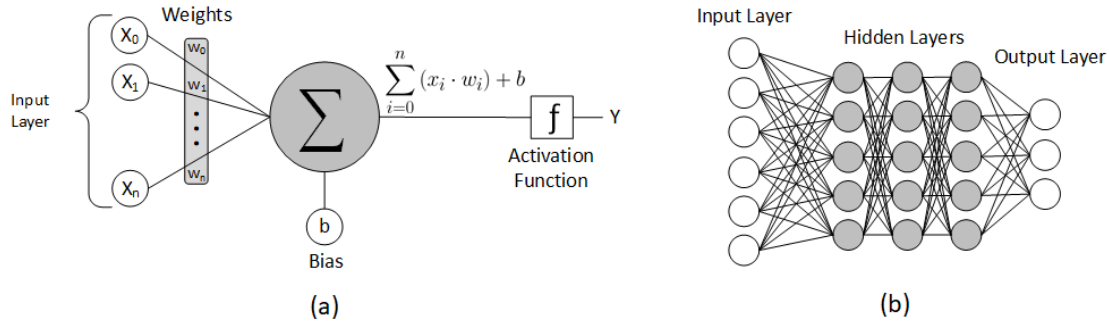 Weights
X₀
X₁
Xₙ
w₀
w₁
wₙ
Input
Layer
∑
n
∑ (xᵢ · wᵢ) + b
i=0
ƒ
Y
Activation
Function
b
Bias
(a)
Input Layer
Hidden Layers
Output Layer
(b)